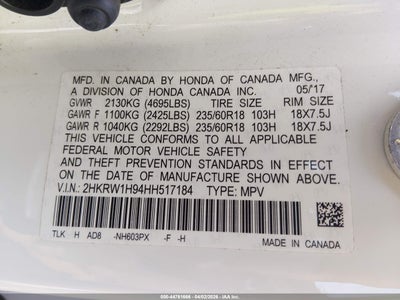 MFD. IN CANADA BY HONDA OF CANADA MFG.,
A DIVISION OF HONDA CANADA INC. 05/17
GVWR 2130KG (4695LBS) TIRE SIZE RIM SIZE
GAWR F 1100KG (2425LBS) 235/60R18 103H 18X7.5J
GAWR R 1040KG (2292LBS) 235/60R18 103H 18X7.5J
THIS VEHICLE CONFORMS TO ALL APPLICABLE
FEDERAL MOTOR VEHICLE SAFETY
AND THEFT PREVENTION STANDARDS IN EFFECT
ON THE DATE OF MANUFACTURE SHOWN ABOVE.
V.I.N.: 2HKRW1H94HH517184 TYPE: MPV
TLK H AD8 -NH603PX -F -H
MADE IN CANADA